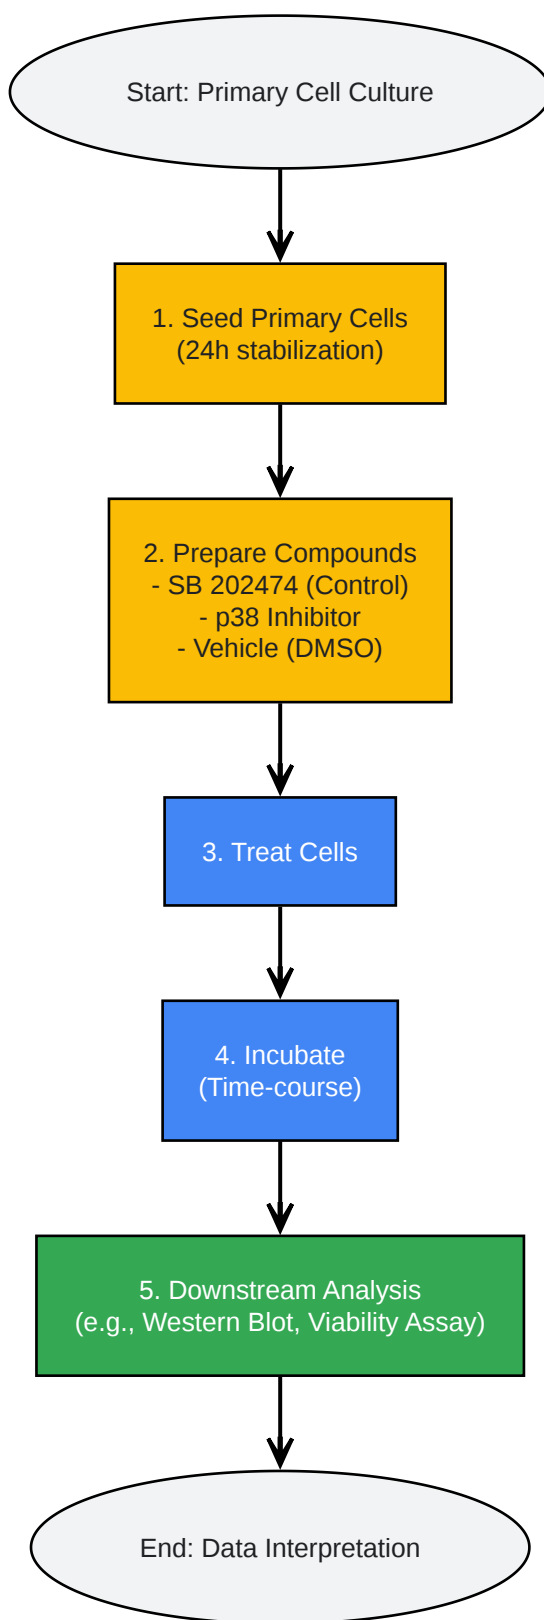 Start: Primary Cell Culture
1. Seed Primary Cells
(24h stabilization)
2. Prepare Compounds
- SB 202474 (Control)
- p38 Inhibitor
- Vehicle (DMSO)
3. Treat Cells
4. Incubate
(Time-course)
5. Downstream Analysis
(e.g., Western Blot, Viability Assay)
End: Data Interpretation